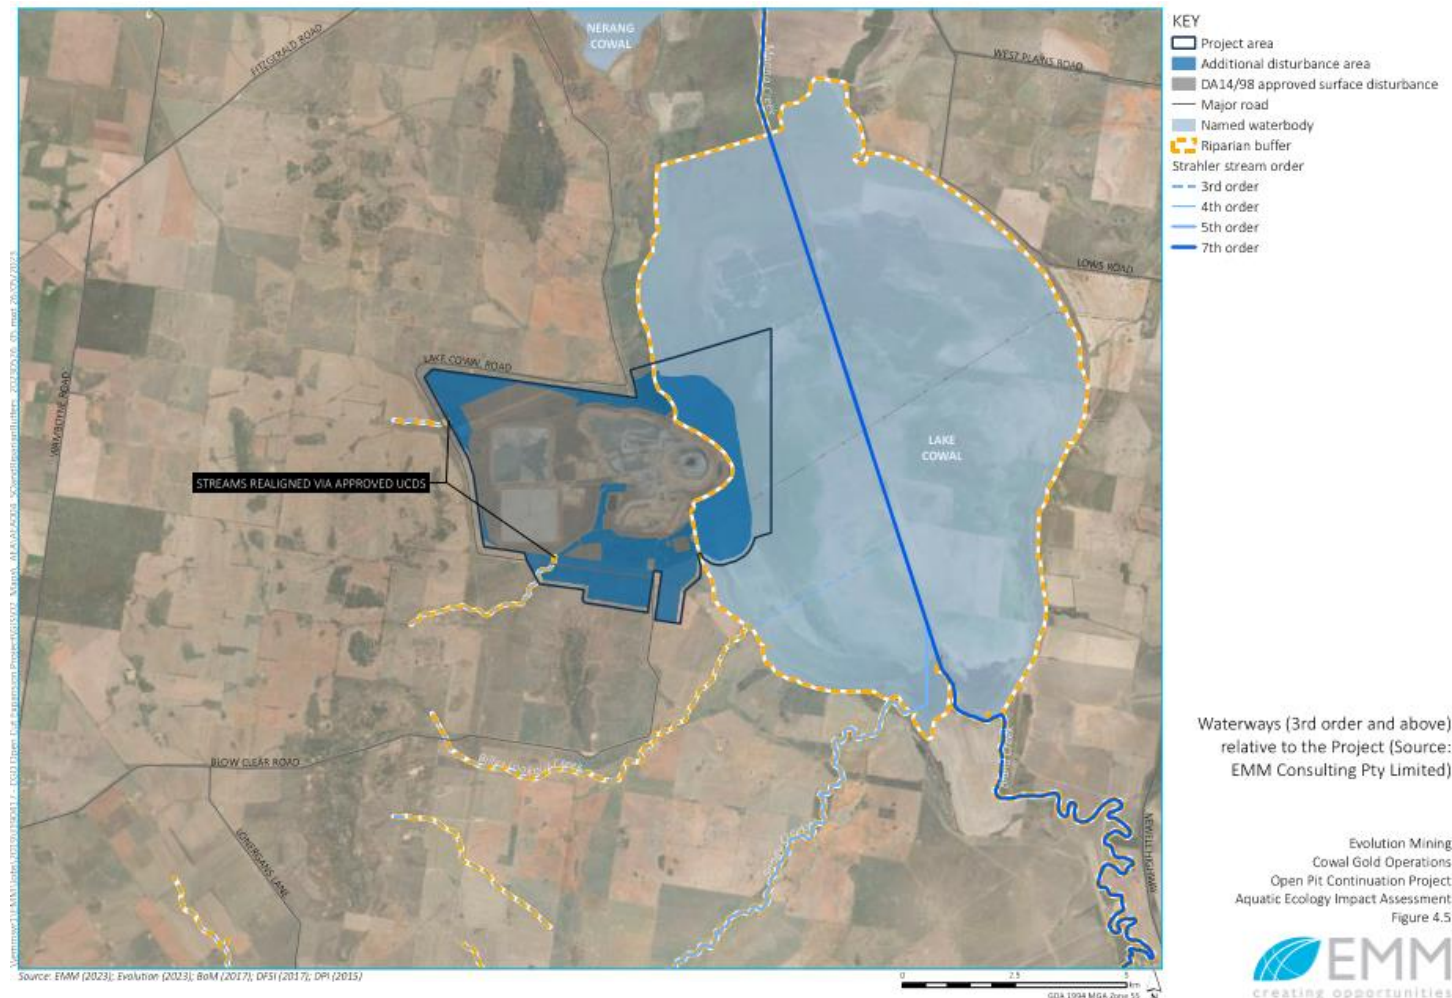 NERANG
COWAL
FITZGERALD ROAD
WEST PLAINS ROAD
LOWS ROAD
LAKE COWAL ROAD
WAMBOYNE ROAD
LAKE
COWAL
STREAMS REALIGNED VIA APPROVED UCDS
BLOW CLEAR ROAD
LONERGANS LANE
NEWELL HIGHWAY
KEY
Project area
Additional disturbance area
DA14/98 approved surface disturbance
Major road
Named waterbody
Riparian buffer
Strahler stream order
3rd order
4th order
5th order
7th order
Waterways (3rd order and above)
relative to the Project (Source:
EMM Consulting Pty Limited)
Evolution Mining
Cowal Gold Operations
Open Pit Continuation Project
Aquatic Ecology Impact Assessment
Figure 4.5
EMM
creating opportunities
Source: EMM (2023); Evolution (2023); BoM (2017); DFSI (2017); DPI (2015)
0 2.5 5
km
GDA 1994 MGA Zone 55